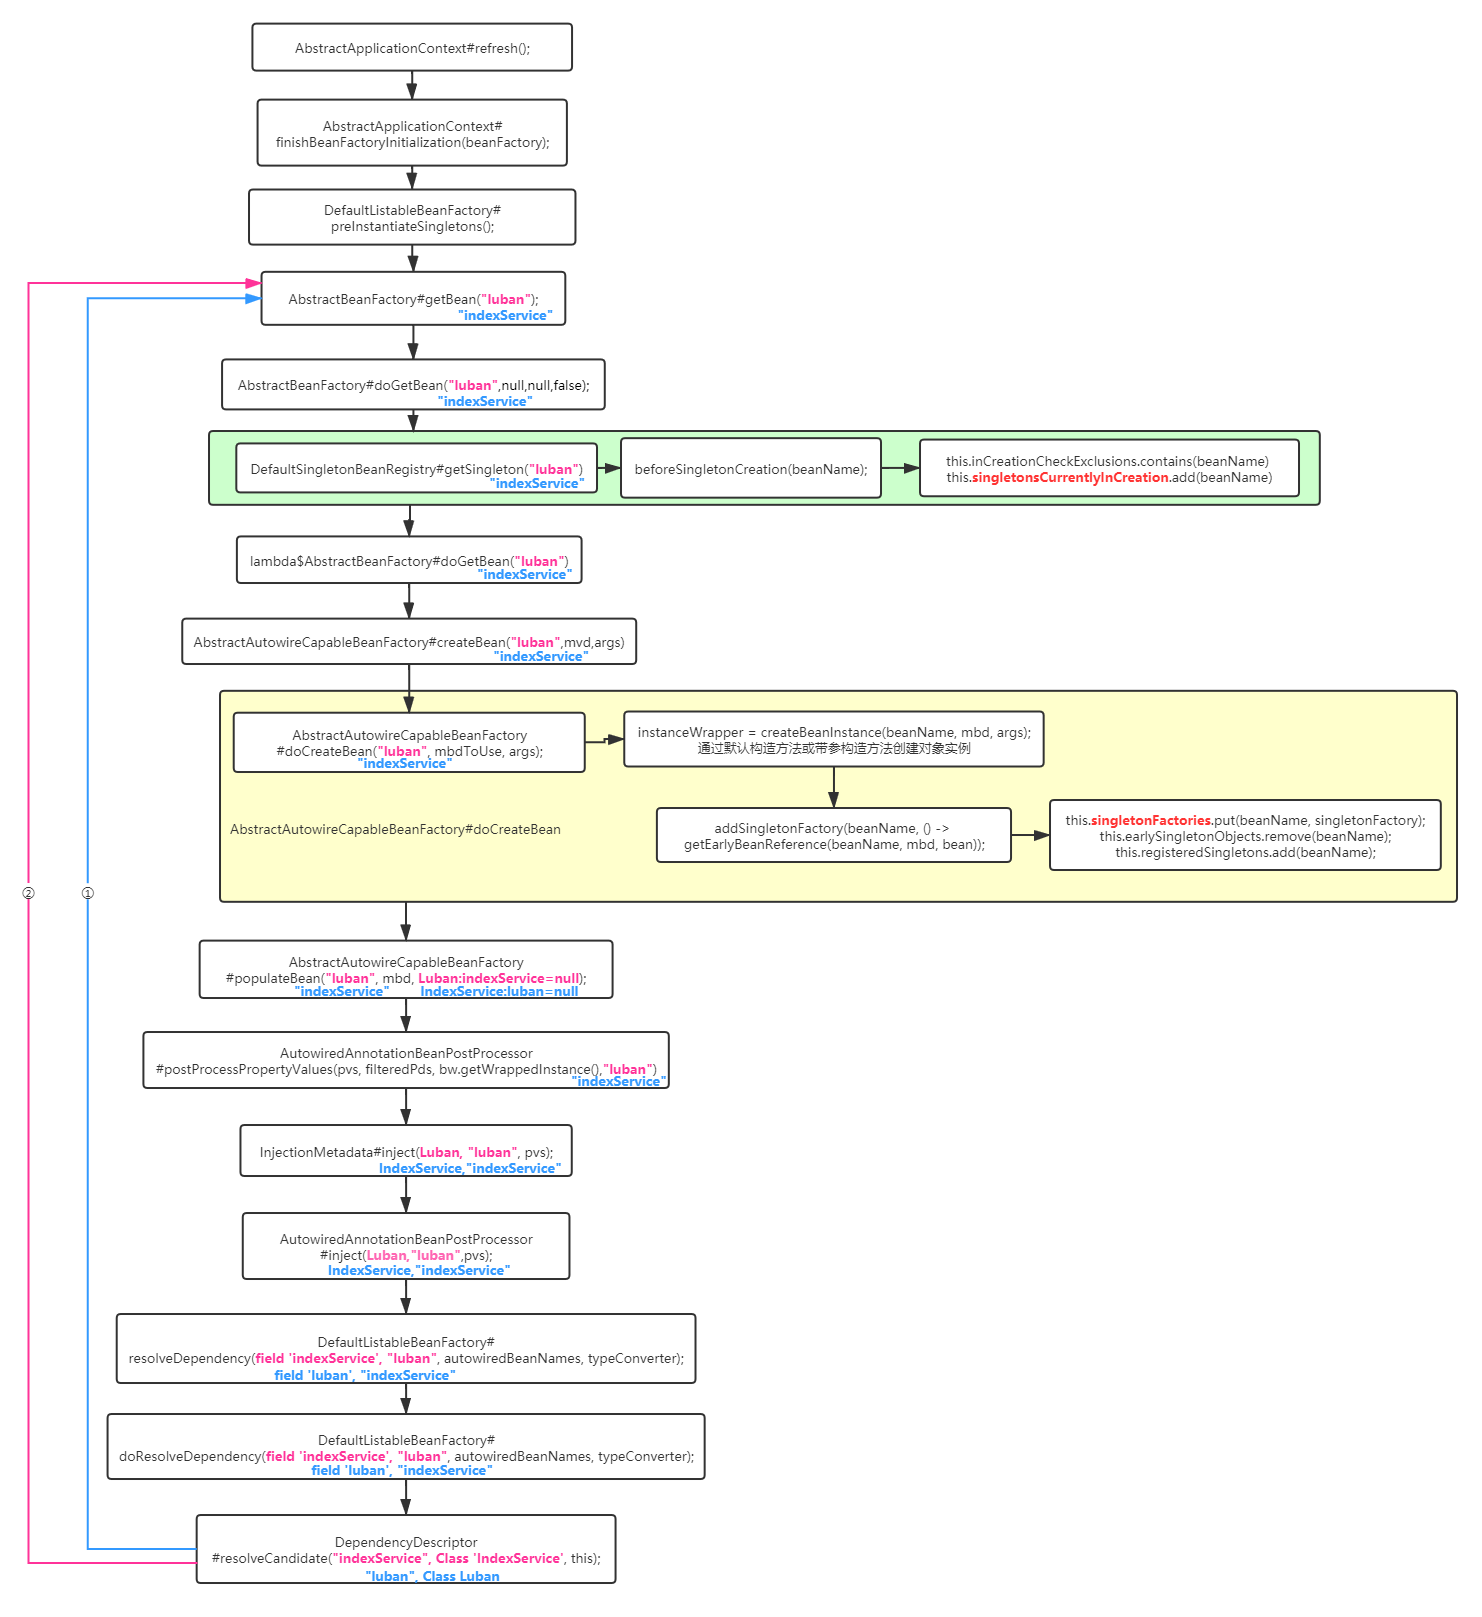 AbstractApplicationContext#refresh();
AbstractApplicationContext#
finishBeanFactoryInitialization(beanFactory);
DefaultListableBeanFactory#
preInstantiateSingletons();
AbstractBeanFactory#getBean("luban");
"indexService"
AbstractBeanFactory#doGetBean("luban",null,null,false);
"indexService"
DefaultSingletonBeanRegistry#getSingleton("luban")
"indexService"
beforeSingletonCreation(beanName);
this.inCreationCheckExclusions.contains(beanName)
this.singletonsCurrentlyInCreation.add(beanName)
lambda$AbstractBeanFactory#doGetBean("luban")
"indexService"
AbstractAutowireCapableBeanFactory#createBean("luban",mvd,args)
"indexService"
AbstractAutowireCapableBeanFactory
#doCreateBean("luban", mbdToUse, args);
"indexService"
instanceWrapper = createBeanInstance(beanName, mbd, args);
通过默认构造方法或带参构造方法创建对象实例
AbstractAutowireCapableBeanFactory#doCreateBean
addSingletonFactory(beanName, () ->
getEarlyBeanReference(beanName, mbd, bean));
this.singletonFactories.put(beanName, singletonFactory);
this.earlySingletonObjects.remove(beanName);
this.registeredSingletons.add(beanName);
② ①
AbstractAutowireCapableBeanFactory
#populateBean("luban", mbd, Luban:indexService=null);
"indexService" IndexService:luban=null
AutowiredAnnotationBeanPostProcessor
#postProcessPropertyValues(pvs, filteredPds, bw.getWrappedInstance(),"luban")
"indexService"
InjectionMetadata#inject(Luban, "luban", pvs);
IndexService,"indexService"
AutowiredAnnotationBeanPostProcessor
#inject(Luban,"luban",pvs);
IndexService,"indexService"
DefaultListableBeanFactory#
resolveDependency(field 'indexService', "luban", autowiredBeanNames, typeConverter);
field 'luban', "indexService"
DefaultListableBeanFactory#
doResolveDependency(field 'indexService', "luban", autowiredBeanNames, typeConverter);
field 'luban', "indexService"
DependencyDescriptor
#resolveCandidate("indexService", Class 'IndexService', this);
"luban", Class Luban